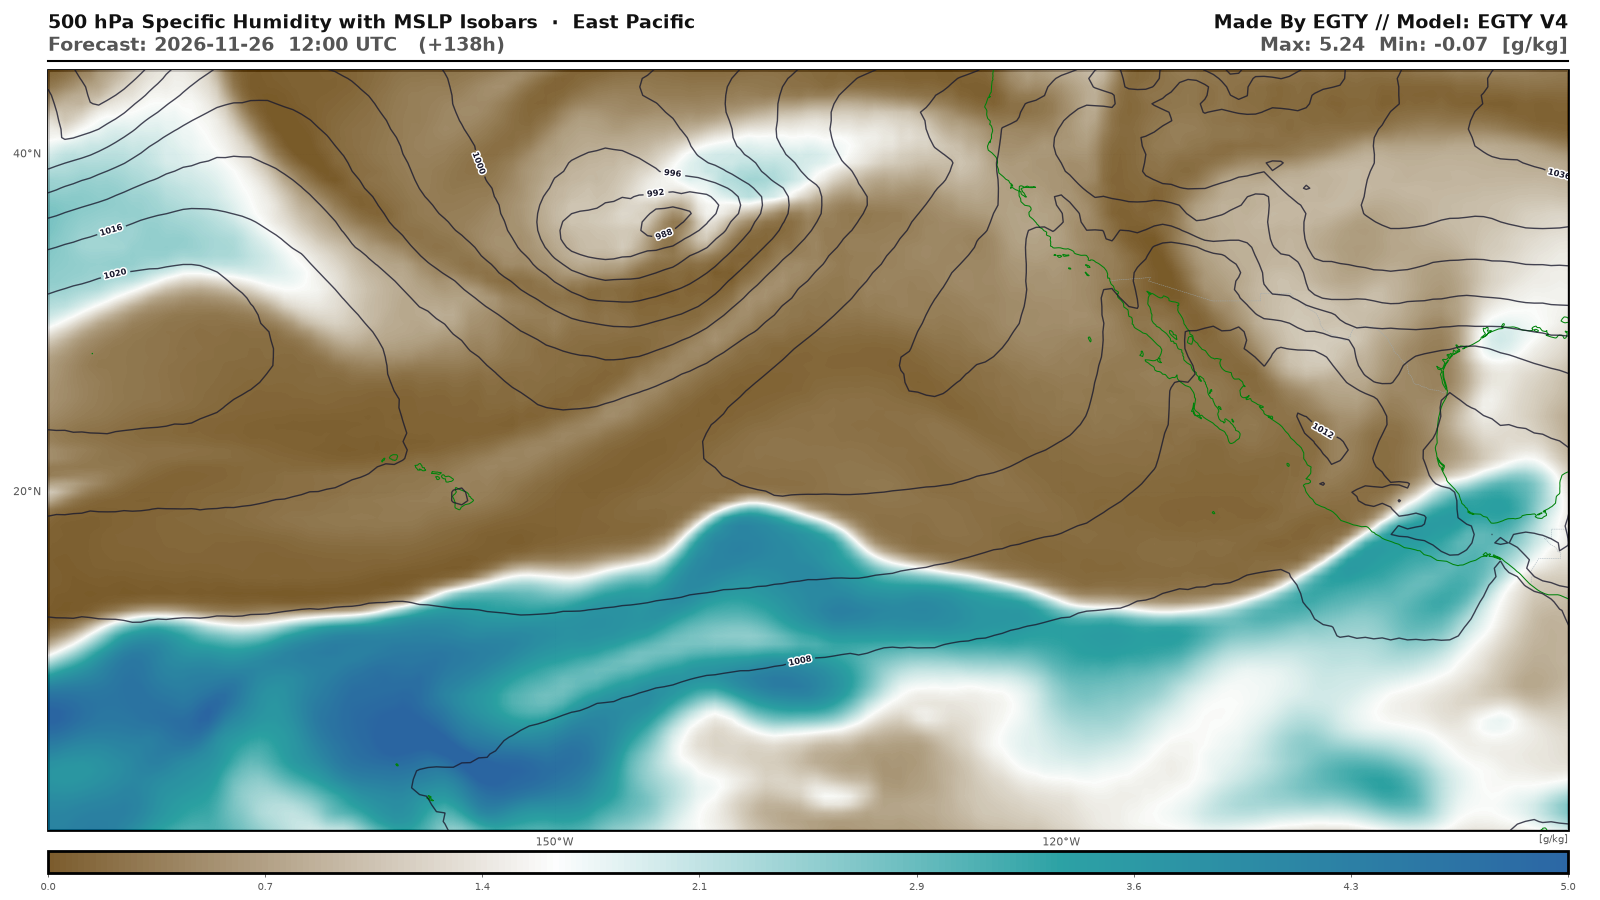 500 hPa Specific Humidity with MSLP Isobars · East Pacific
Made By EGTY // Model: EGTY V4
Forecast: 2026-11-26 12:00 UTC (+138h)
Max: 5.24 Min: -0.07 [g/kg]
40°N
20°N
1000
996
992
988
1016
1020
1036
1012
1008
150°W
120°W
[g/kg]
0.0
0.7
1.4
2.1
2.9
3.6
4.3
5.0